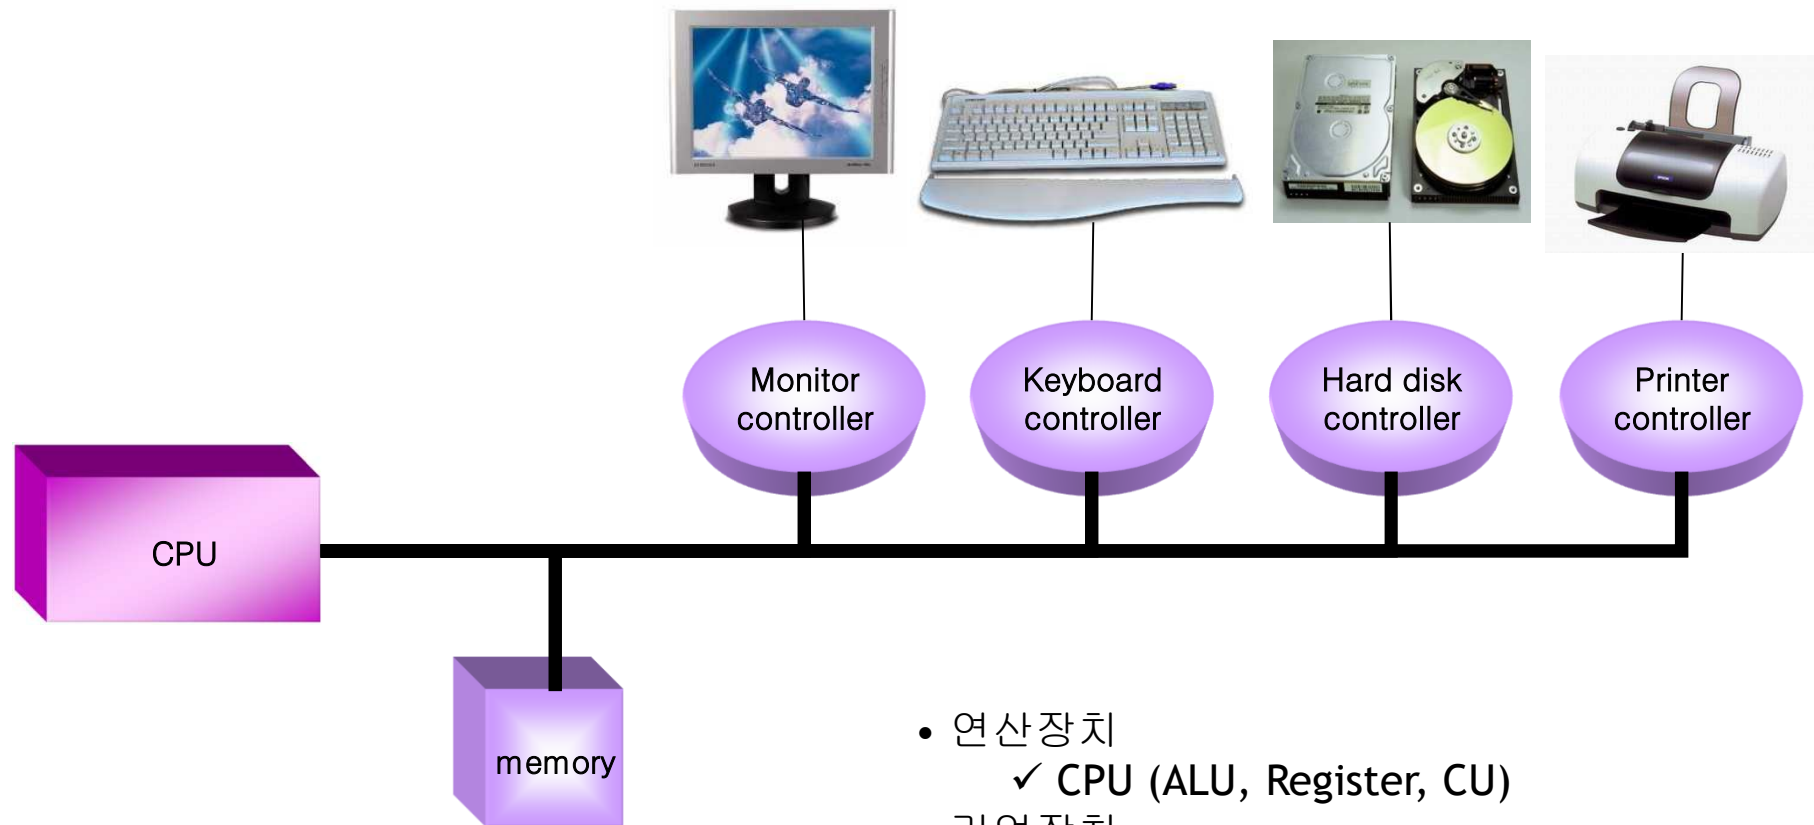 Monitor
controller
Keyboard
controller
Hard disk
controller
Printer
controller
CPU
memory
• 연산장치
✓ CPU (ALU, Register, CU)